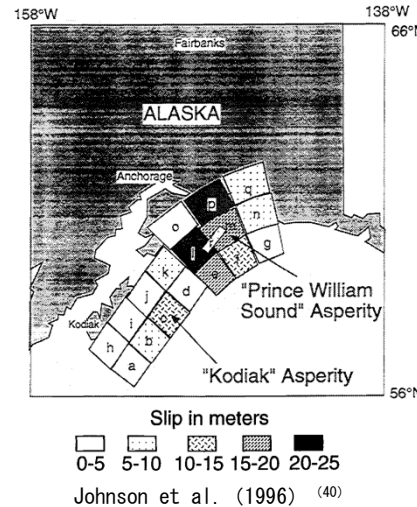 158°W
138°W
66°N
Fairbanks
ALASKA
Anchorage
p
q
o
n
l
g
k
e
d
j
"Prince William
Sound" Asperity
Kodiak
i
c
h
b
"Kodiak" Asperity
a
56°N
Slip in meters
0-5 5-10 10-15 15-20 20-25
Johnson et al. (1996) (40)